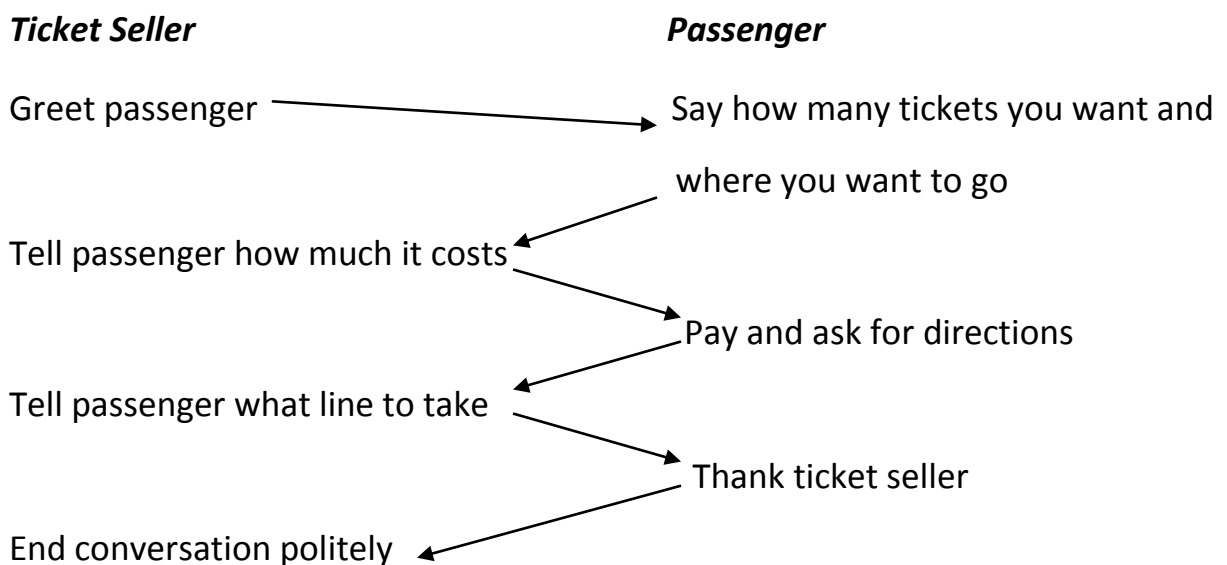 Ticket Seller
Passenger
Greet passenger
Say how many tickets you want and
where you want to go
Tell passenger how much it costs
Pay and ask for directions
Tell passenger what line to take
Thank ticket seller
End conversation politely